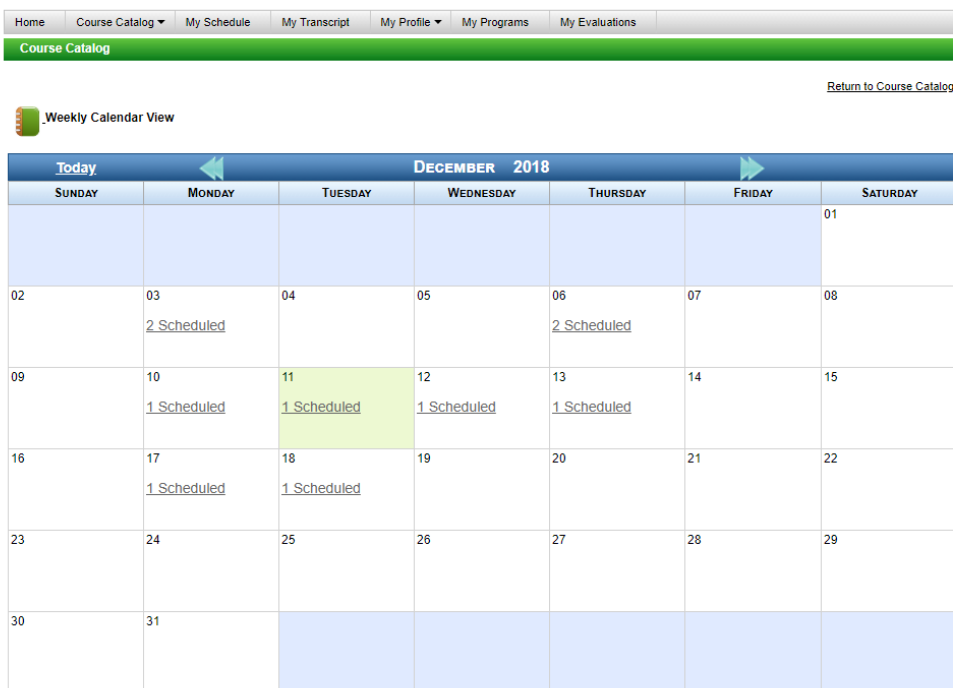 Home Course Catalog My Schedule My Transcript My Profile My Programs My Evaluations
Course Catalog
Return to Course Catalog
Weekly Calendar View
Today DECEMBER 2018
SUNDAY MONDAY TUESDAY WEDNESDAY THURSDAY FRIDAY SATURDAY
01
02 03 04 05 06 07 08
2 Scheduled 2 Scheduled
09 10 11 12 13 14 15
1 Scheduled 1 Scheduled 1 Scheduled 1 Scheduled
16 17 18 19 20 21 22
1 Scheduled 1 Scheduled
23 24 25 26 27 28 29
30 31